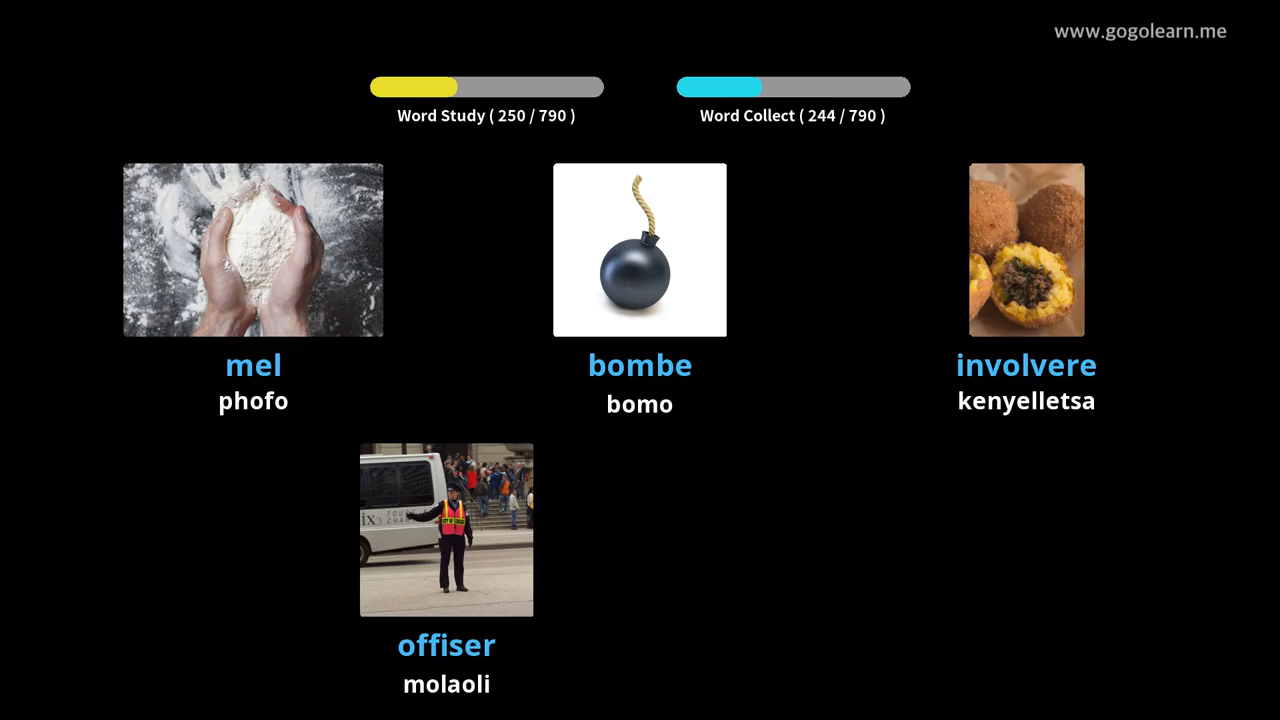 www.gogolearn.me
Word Study ( 250 / 790 )
Word Collect ( 244 / 790 )
mel
phofo
bombe
bomo
involvere
kenyelletsa
offiser
molaoli